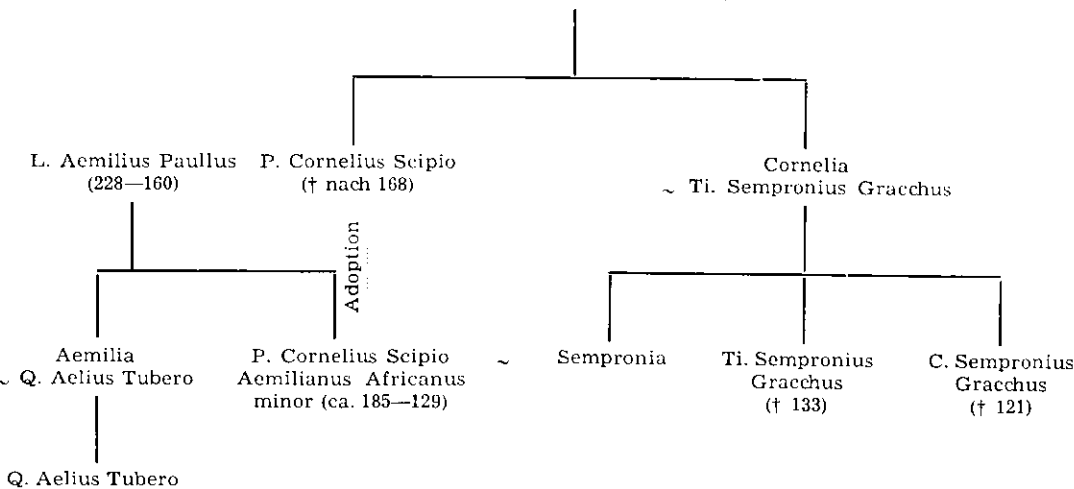 L. Aemilius Paullus
(228—160)
P. Cornelius Scipio
(† nach 168)
Cornelia
~ Ti. Sempronius Gracchus
Adoption
Aemilia
~ Q. Aelius Tubero
P. Cornelius Scipio
Aemilianus Africanus
minor (ca. 185—129)
~
Sempronia
Ti. Sempronius
Gracchus
(† 133)
C. Sempronius
Gracchus
(† 121)
Q. Aelius Tubero